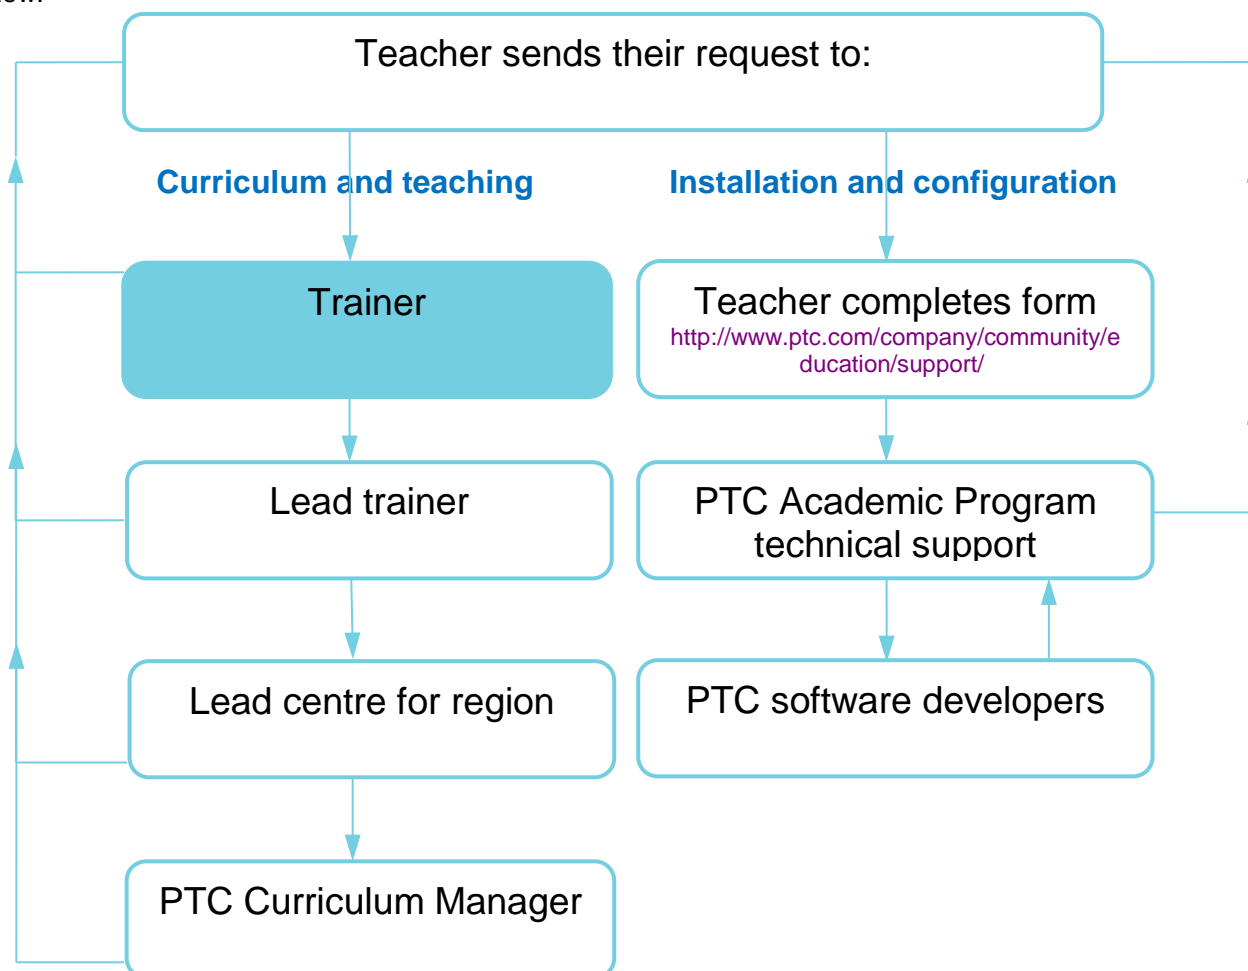 Teacher sends their request to:
Curriculum and teaching
Installation and configuration
Trainer
Teacher completes form
http://www.ptc.com/company/community/e
ducation/support/
Lead trainer
PTC Academic Program
technical support
Lead centre for region
PTC software developers
PTC Curriculum Manager